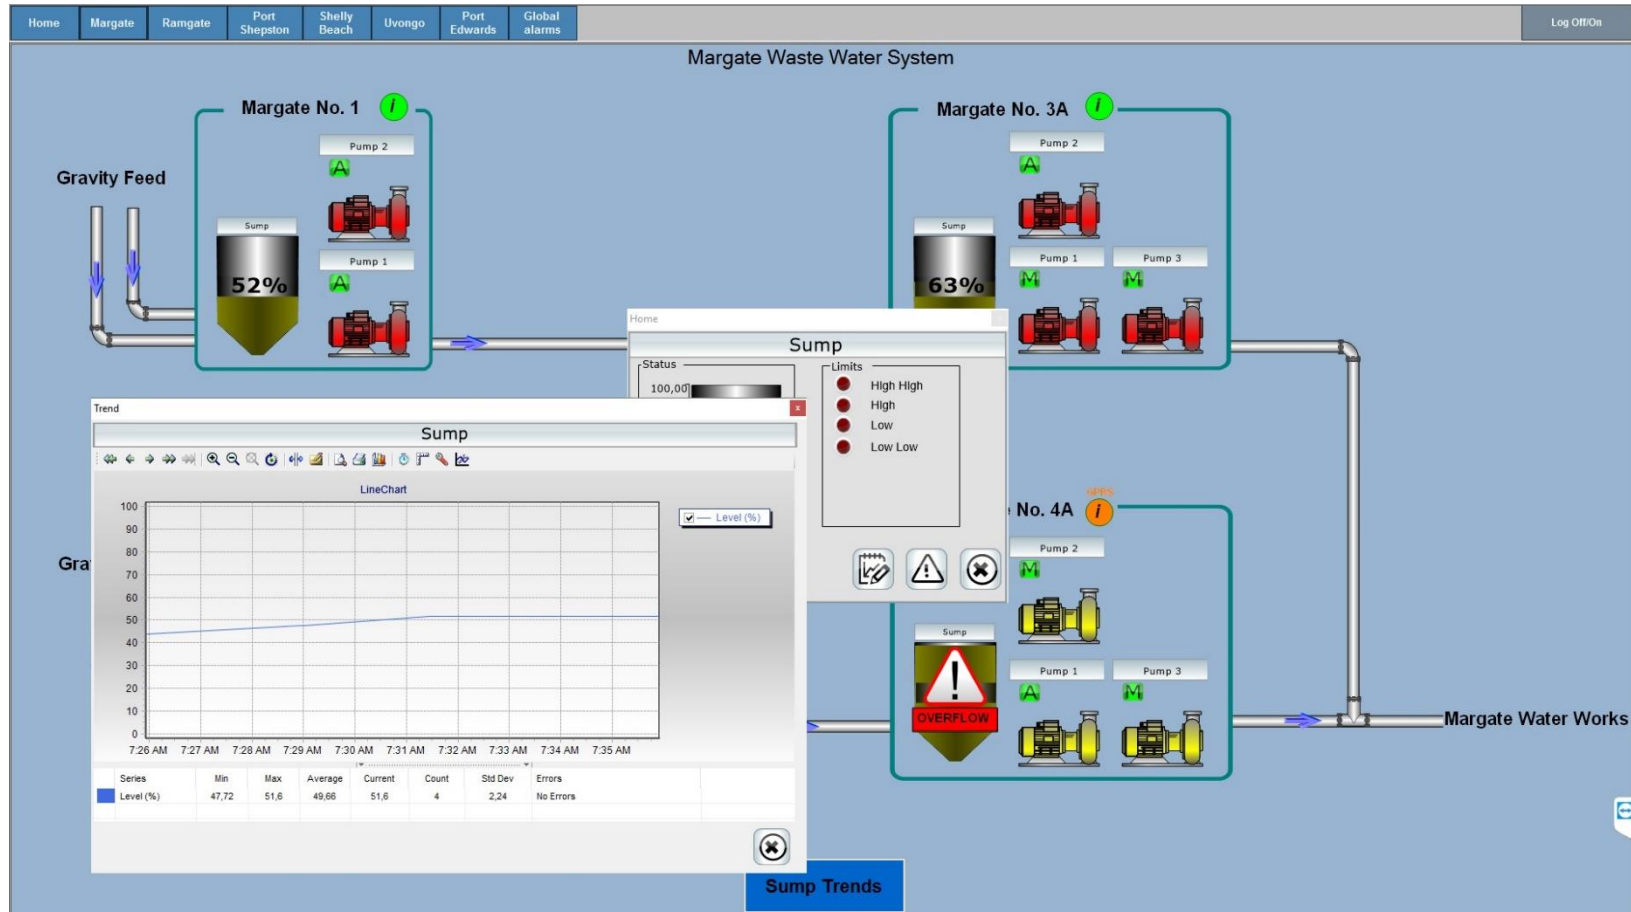 Home
Margate
Ramgate
Port
Shepston
Shelly
Beach
Uvongo
Port
Edwards
Global
alarms
Log Off/On
Margate Waste Water System
Margate No. 1
i
Pump 2
A
Gravity Feed
Sump
52%
Pump 1
A
Margate No. 3A
i
Pump 2
A
Sump
63%
Pump 1
M
Pump 3
M
Home
Sump
Status
100,00
Limits
High High
High
Low
Low Low
Trend
x
Sump
LineChart
Level (%)
100
90
80
70
60
50
40
30
20
10
0
7:26 AM 7:27 AM 7:28 AM 7:29 AM 7:30 AM 7:31 AM 7:32 AM 7:33 AM 7:34 AM 7:35 AM
Series Min Max Average Current Count Std Dev Errors
Level (%) 47,72 51,6 49,66 51,6 4 2,24 No Errors
Gra
GPRS
No. 4A
i
Pump 2
M
Sump
!
OVERFLOW
Pump 1
A
Pump 3
M
Margate Water Works
Sump Trends